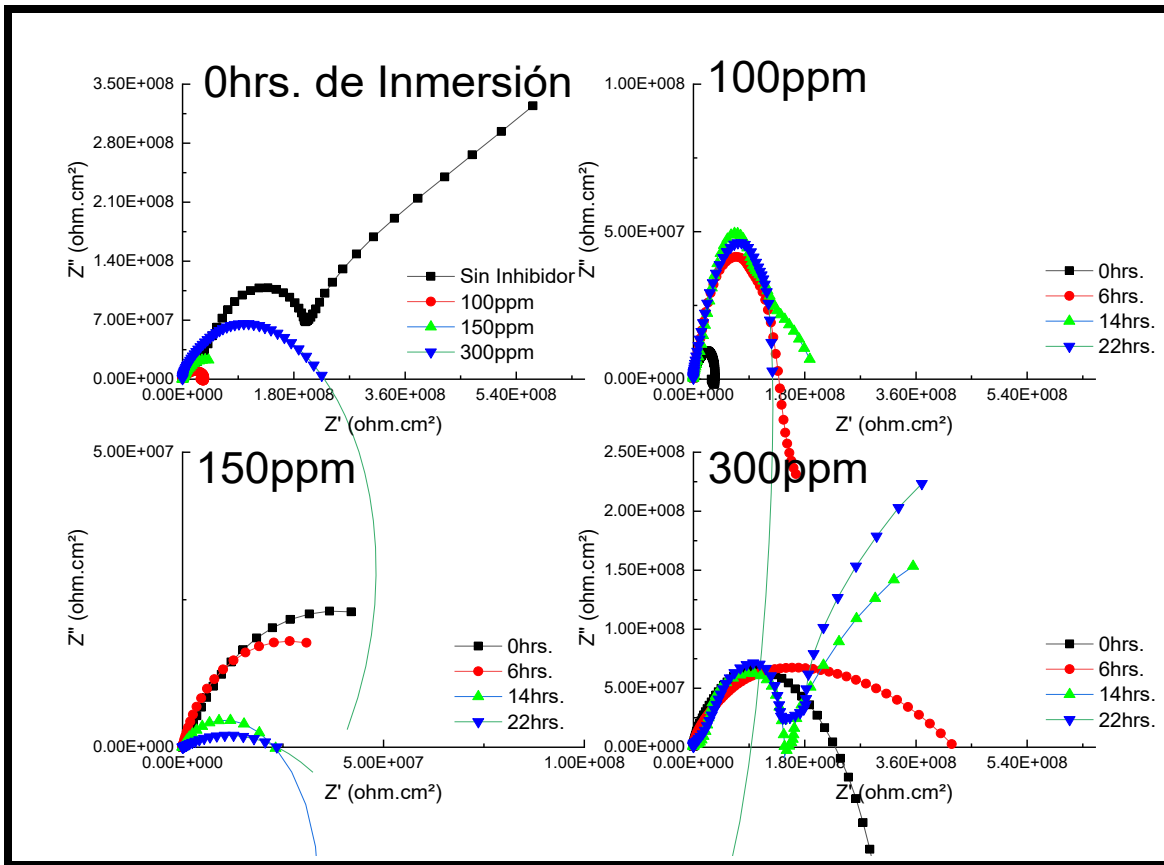 0hrs. de Inmersión
3.50E+008
2.80E+008
2.10E+008
1.40E+008
7.00E+007
0.00E+000
Z'' (ohm.cm²)
Sin Inhibidor
100ppm
150ppm
300ppm
0.00E+000 1.80E+008 3.60E+008 5.40E+008
Z' (ohm.cm²)
100ppm
1.00E+008
5.00E+007
0.00E+000
Z'' (ohm.cm²)
0hrs.
6hrs.
14hrs.
22hrs.
0.00E+000 1.80E+008 3.60E+008 5.40E+008
Z' (ohm.cm²)
150ppm
5.00E+007
0.00E+000
Z'' (ohm.cm²)
0hrs.
6hrs.
14hrs.
22hrs.
0.00E+000 5.00E+007 1.00E+008
Z' (ohm.cm²)
300ppm
2.50E+008
2.00E+008
1.50E+008
1.00E+008
5.00E+007
0.00E+000
Z'' (ohm.cm²)
0hrs.
6hrs.
14hrs.
22hrs.
0.00E+000 1.80E+008 3.60E+008 5.40E+008
Z' (ohm.cm²)